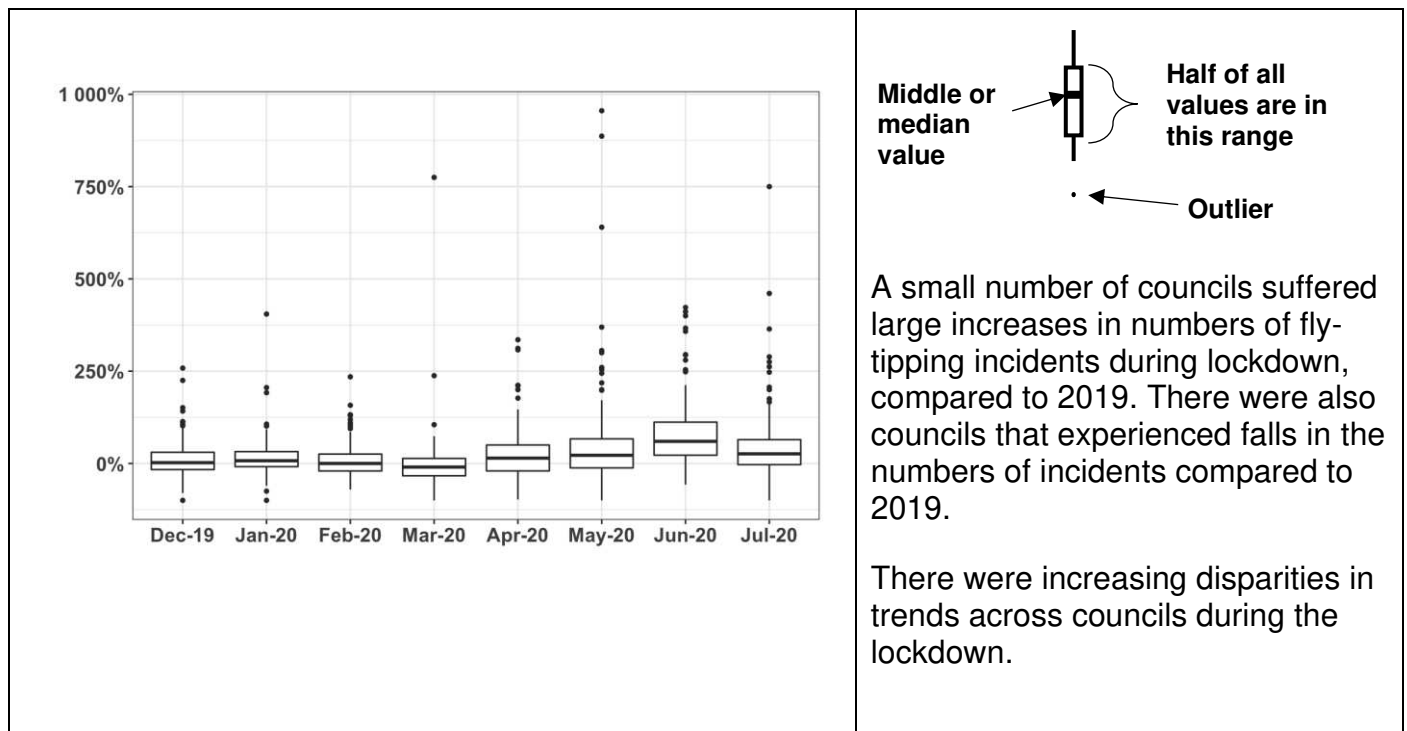 1 000%
750%
500%
250%
0%
Dec-19 Jan-20 Feb-20 Mar-20 Apr-20 May-20 Jun-20 Jul-20
Middle or
median
value
Half of all
values are in
this range
Outlier
A small number of councils suffered
large increases in numbers of fly-
tipping incidents during lockdown,
compared to 2019. There were also
councils that experienced falls in the
numbers of incidents compared to
2019.
There were increasing disparities in
trends across councils during the
lockdown.